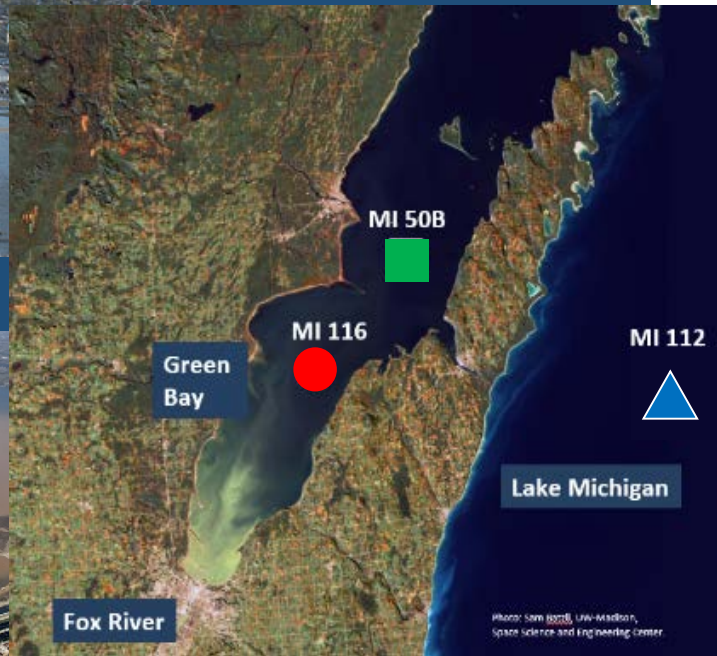 MI 50B
MI 116
MI 112
Green
Bay
Lake Michigan
Fox River
Photo: Sam Batzli, UW-Madison,
Space Science and Engineering Center.